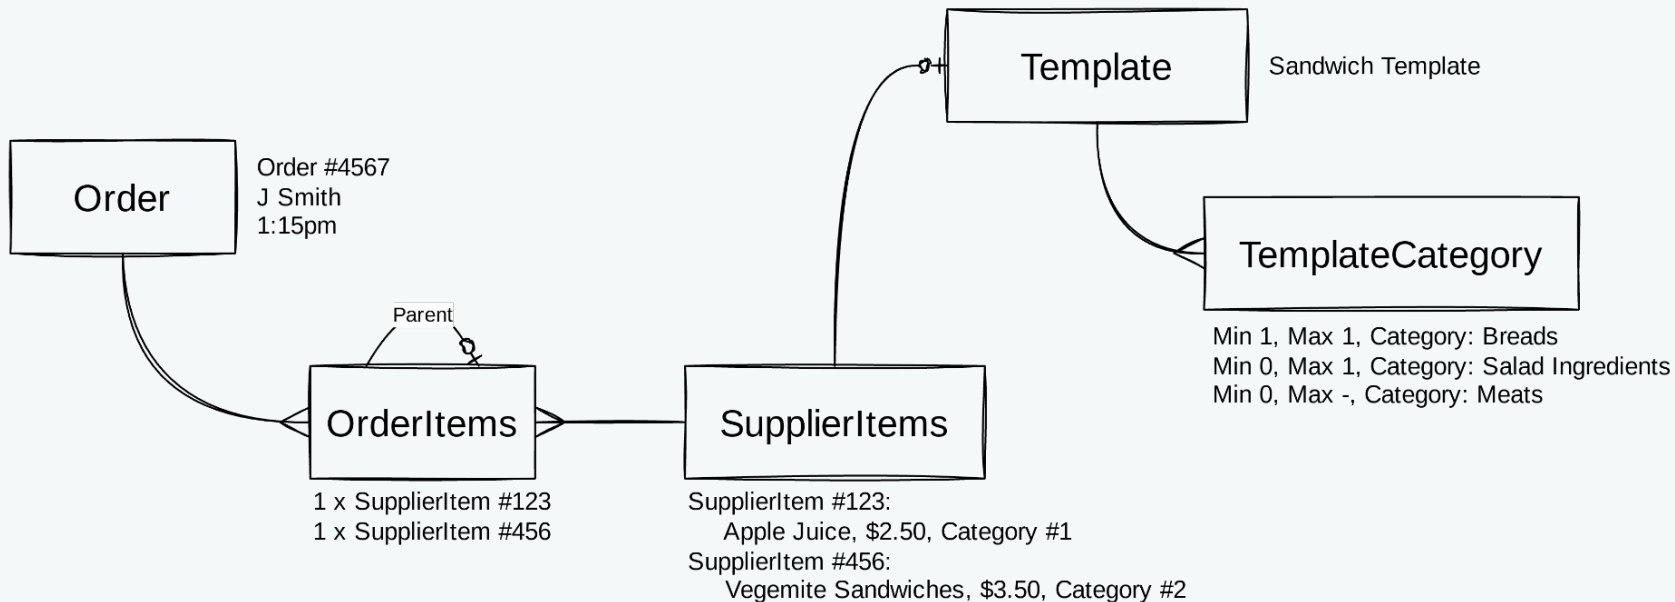 Template
Sandwich Template
Order
Order #4567
J Smith
1:15pm
TemplateCategory
Min 1, Max 1, Category: Breads
Min 0, Max 1, Category: Salad Ingredients
Min 0, Max -, Category: Meats
Parent
OrderItems
1 x SupplierItem #123
1 x SupplierItem #456
SupplierItems
SupplierItem #123:
Apple Juice, $2.50, Category #1
SupplierItem #456:
Vegemite Sandwiches, $3.50, Category #2